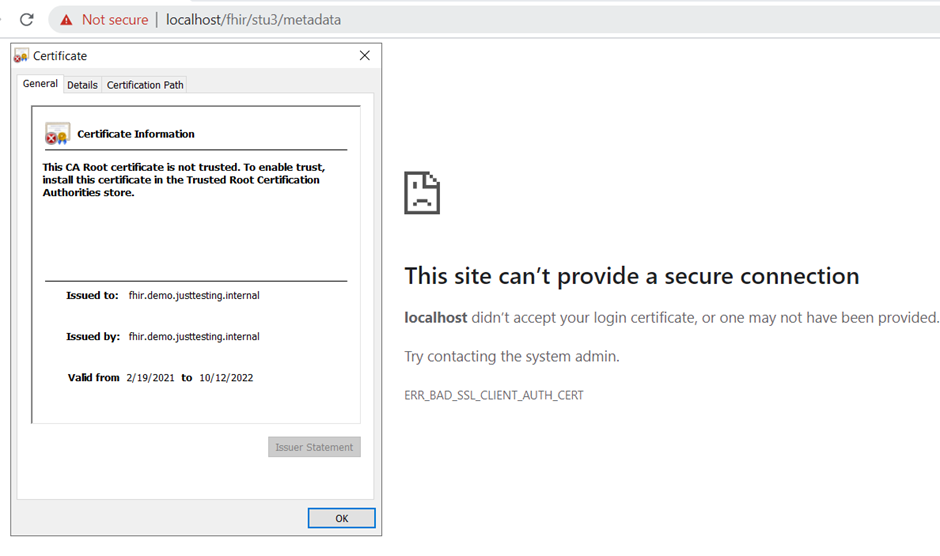 Not secure | localhost/fhir/stu3/metadata
Certificate
General Details Certification Path
Certificate Information
This CA Root certificate is not trusted. To enable trust,
install this certificate in the Trusted Root Certification
Authorities store.
Issued to: fhir.demo.justtesting.internal
Issued by: fhir.demo.justtesting.internal
Valid from 2/19/2021 to 10/12/2022
Issuer Statement
OK
This site can’t provide a secure connection
localhost didn’t accept your login certificate, or one may not have been provided.
Try contacting the system admin.
ERR_BAD_SSL_CLIENT_AUTH_CERT